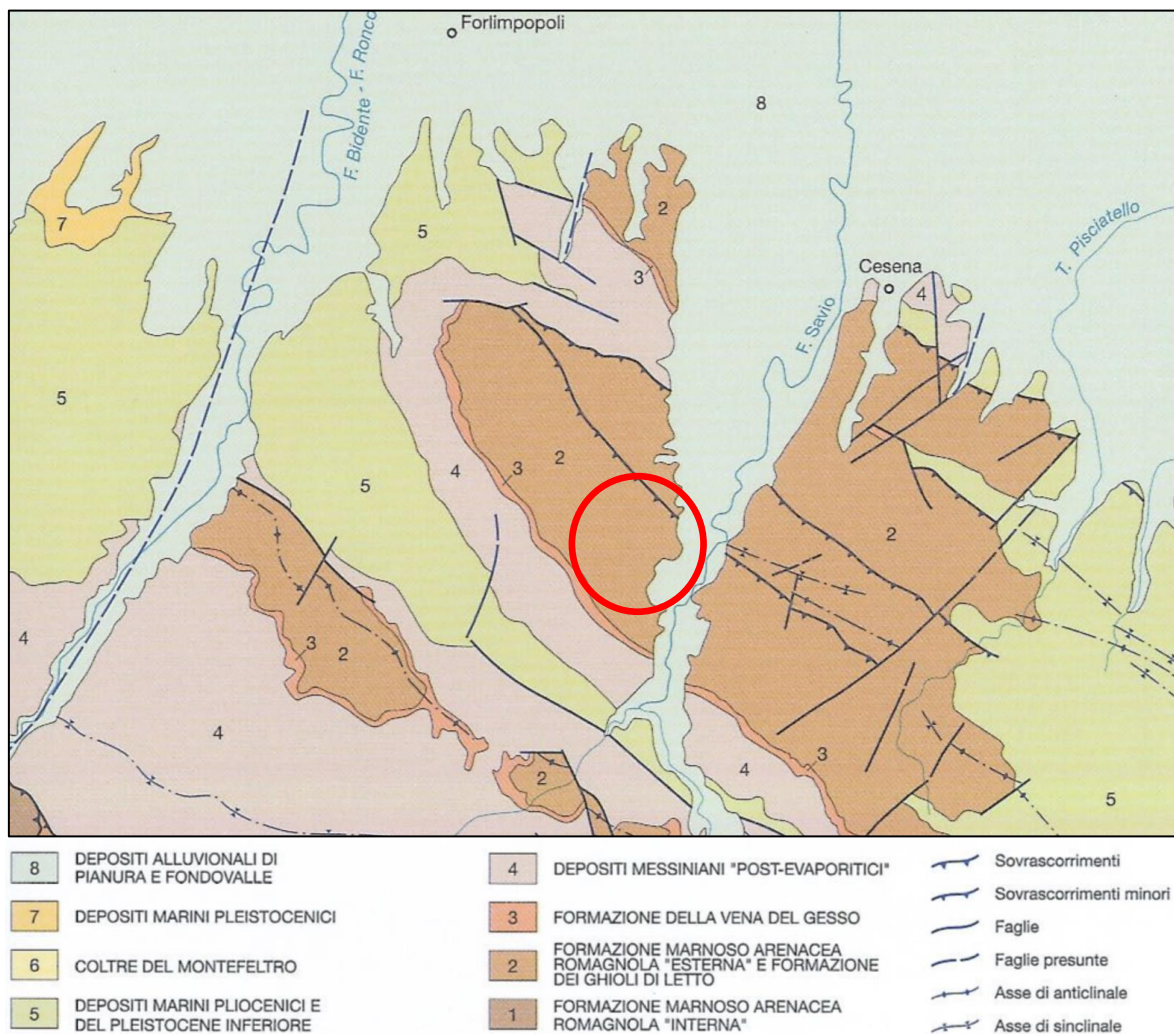 Forlimpopoli
F. Bidente - F. Ronco
8
7
2
5
3
T. Pisciatello
Cesena
4
F. Savio
5
2
5
4
3
2
4
3
2
4
2
4
3
5
8 DEPOSITI ALLUVIONALI DI
PIANURA E FONDOVALLE
7 DEPOSITI MARINI PLEISTOCENICI
6 COLTRE DEL MONTEFELTRO
5 DEPOSITI MARINI PLIOCENICI E
DEL PLEISTOCENE INFERIORE
4 DEPOSITI MESSINIANI "POST-EVAPORITICI"
3 FORMAZIONE DELLA VENA DEL GESSO
2 FORMAZIONE MARNOSO ARENACEA
ROMAGNOLA "ESTERNA" E FORMAZIONE
DEI GHIOLI DI LETTO
1 FORMAZIONE MARNOSO ARENACEA
ROMAGNOLA "INTERNA"
Sovrascorrimenti
Sovrascorrimenti minori
Faglie
Faglie presunte
Asse di anticlinale
Asse di sinclinale